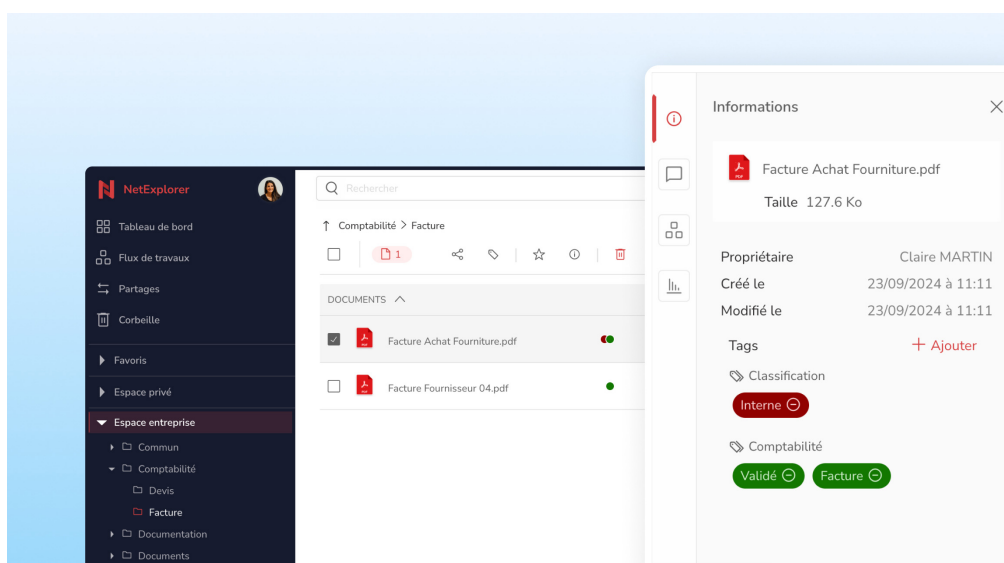 NetExplorer
Tableau de bord
Flux de travaux
Partages
Corbeille
Favoris
Espace privé
Espace entreprise
Commun
Comptabilité
Devis
Facture
Documentation
Documents
Rechercher
Comptabilité > Facture
1
DOCUMENTS
Facture Achat Fourniture.pdf
Facture Fournisseur 04.pdf
Informations
PDF
Facture Achat Fourniture.pdf
Taille 127.6 Ko
Propriétaire Claire MARTIN
Créé le 23/09/2024 à 11:11
Modifié le 23/09/2024 à 11:11
Tags + Ajouter
Classification
Interne
Comptabilité
Validé Facture